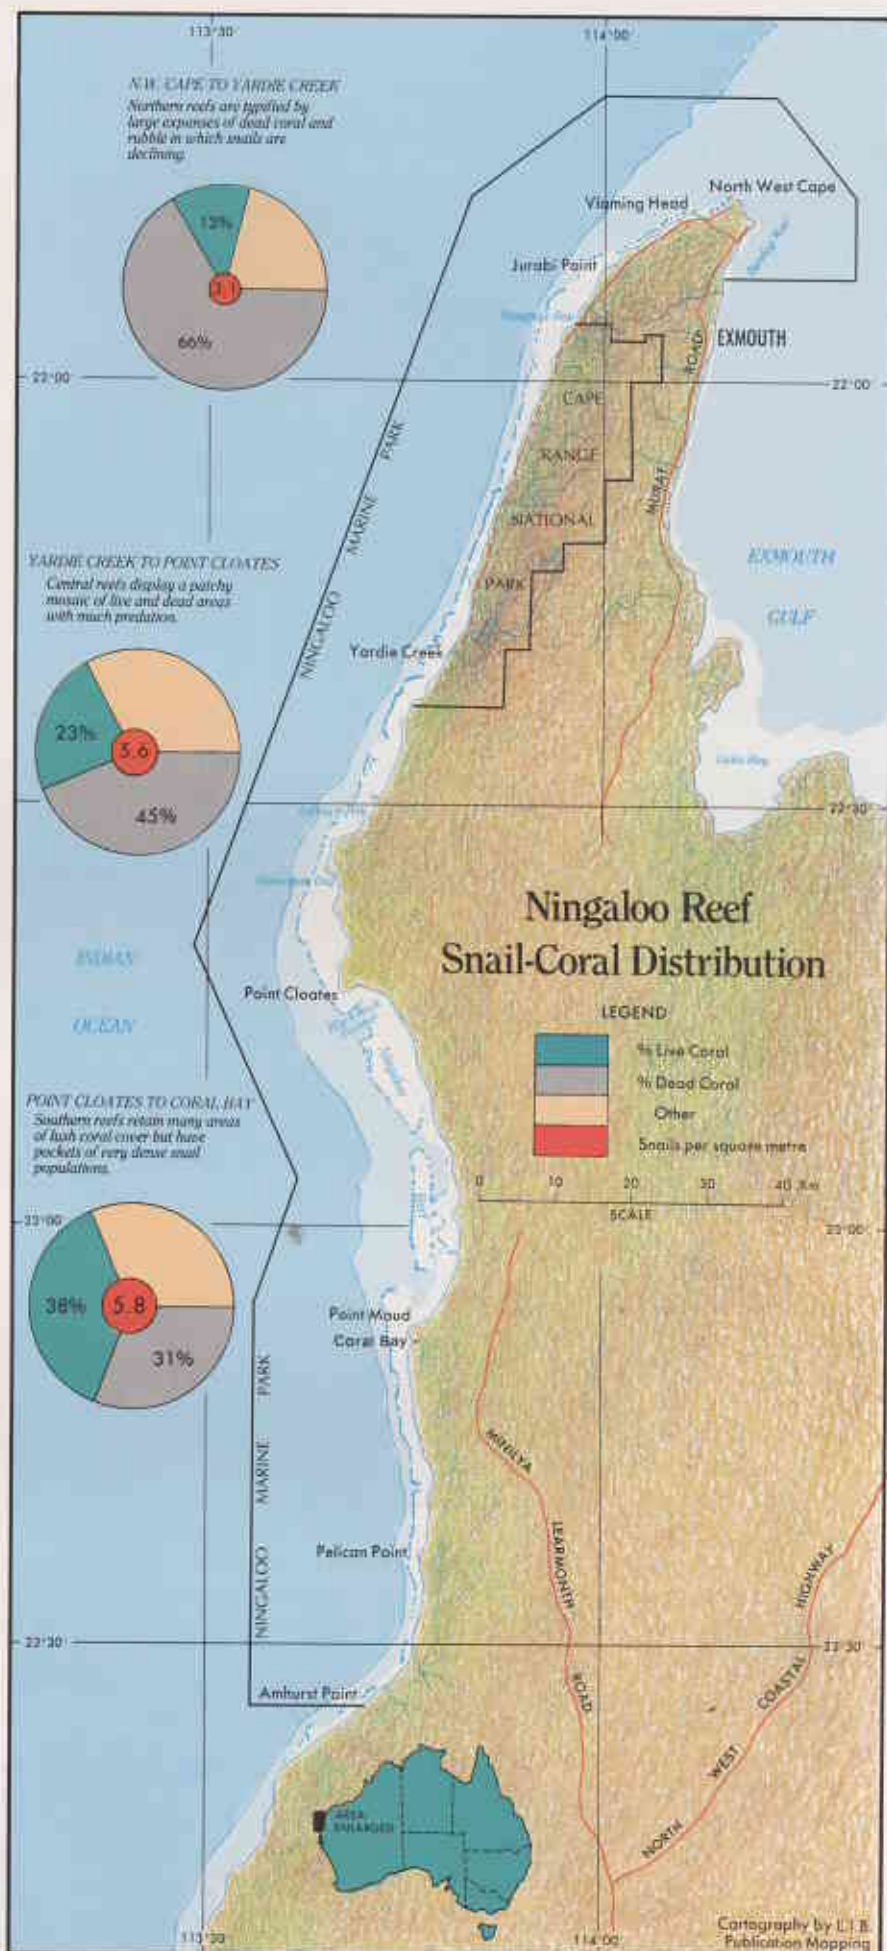 113°30'
114°00'
N.W. CAPE TO YARDIE CREEK
Northern reefs are typified by
large expanses of dead coral and
rubble in which snails are
declining.
13%
3.1
66%
North West Cape
Vlaming Head
Jurabi Point
EXMOUTH
22°00'
22°00'
CAPE
RANGE
NATIONAL
PARK
MURAT
ROAD
NINGALOO MARINE PARK
YARDIE CREEK TO POINT CLOATES
Central reefs display a patchy
mosaic of live and dead areas
with much predation.
23%
5.6
45%
EXMOUTH
GULF
Yardie Creek
22°30'
Ningaloo Reef
Snail-Coral Distribution
INDIAN
OCEAN
Point Cloates
LEGEND
% Live Coral
% Dead Coral
Other
Snails per square metre
0 10 20 30 40 Km
SCALE
POINT CLOATES TO CORAL BAY
Southern reefs retain many areas
of lush coral cover but have
pockets of very dense snail
populations.
38%
5.8
31%
23°00'
23°00'
Point Maud
Coral Bay
NINGALOO MARINE PARK
MINILYA
LEARMONTH
ROAD
Pelican Point
23°30'
23°30'
Amhurst Point
NORTH WEST COASTAL HIGHWAY
AREA
ENLARGED
113°30'
114°00'
Cartography by L.I.B.
Publication Mapping